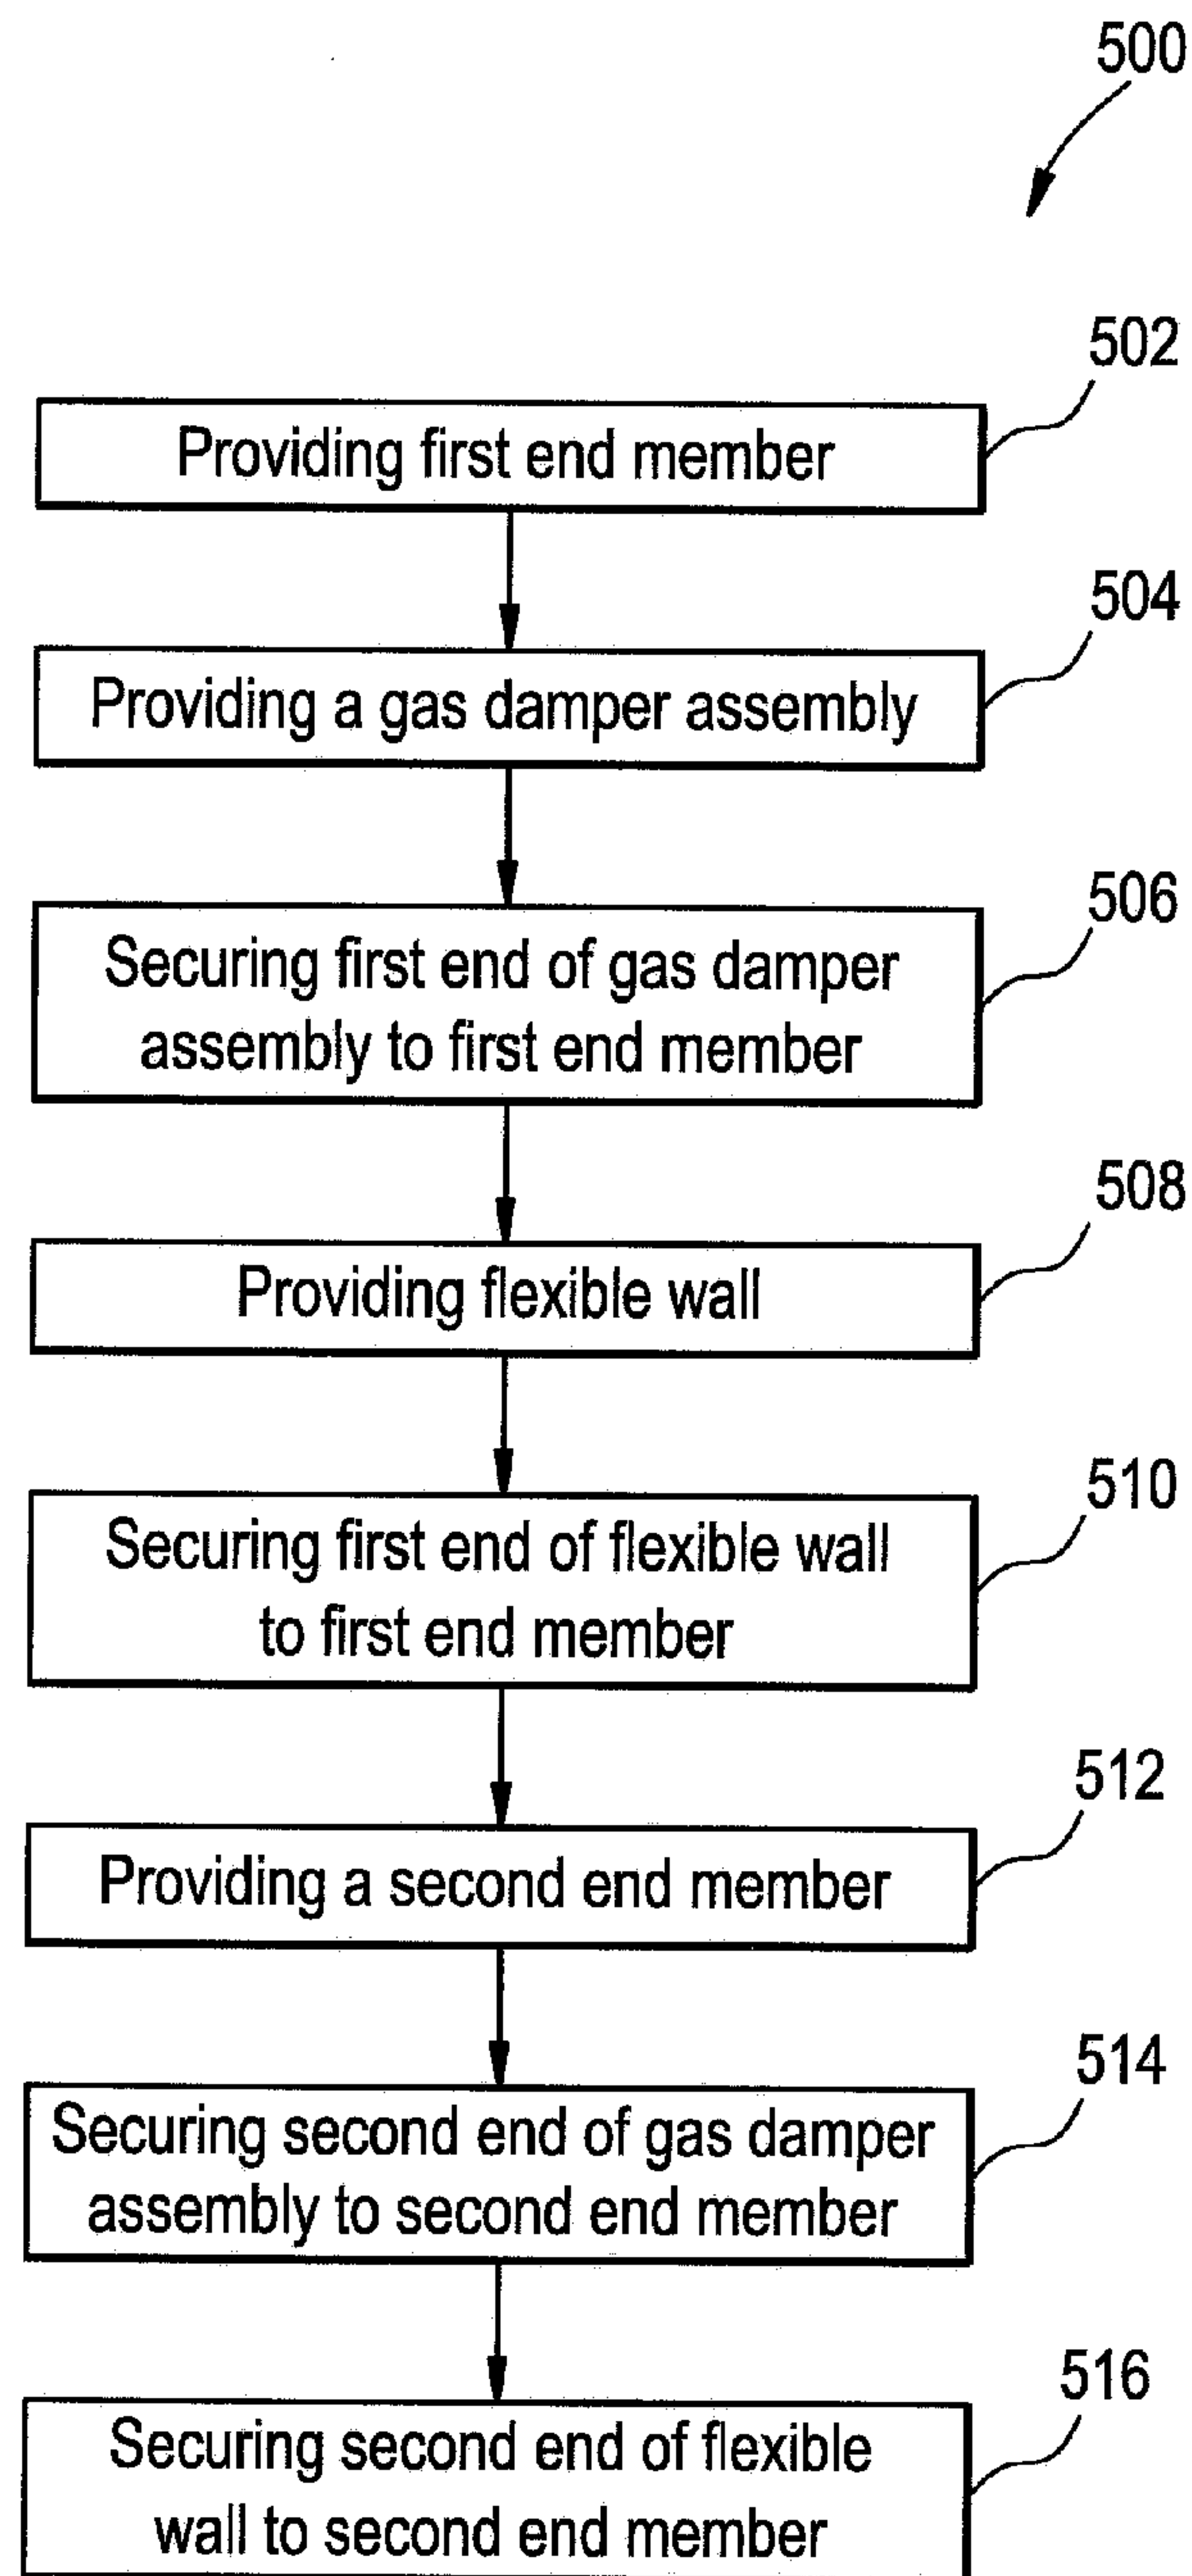 500
502
Providing first end member
504
Providing a gas damper assembly
506
Securing first end of gas damper
assembly to first end member
508
Providing flexible wall
510
Securing first end of flexible wall
to first end member
512
Providing a second end member
514
Securing second end of gas damper
assembly to second end member
516
Securing second end of flexible
wall to second end member